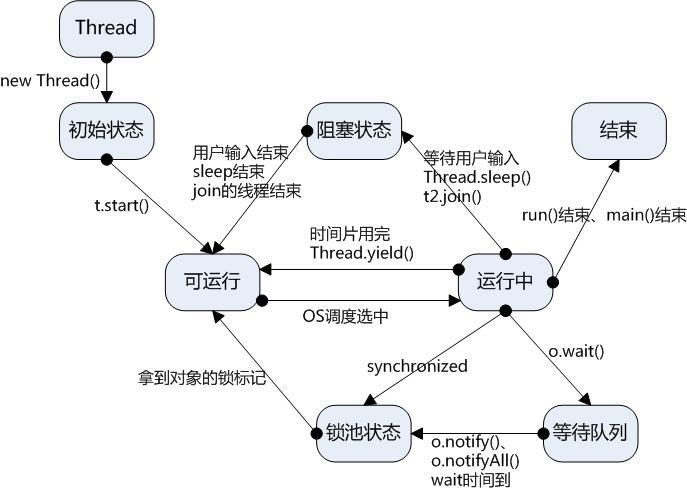 Thread
new Thread()
初始状态
阻塞状态
结束
用户输入结束
sleep结束
join的线程结束
等待用户输入
Thread.sleep()
t2.join()
t.start()
run()结束、main()结束
时间片用完
Thread.yield()
可运行
运行中
OS调度选中
synchronized
o.wait()
拿到对象的锁标记
锁池状态
等待队列
o.notify()、
o.notifyAll()
wait时间到